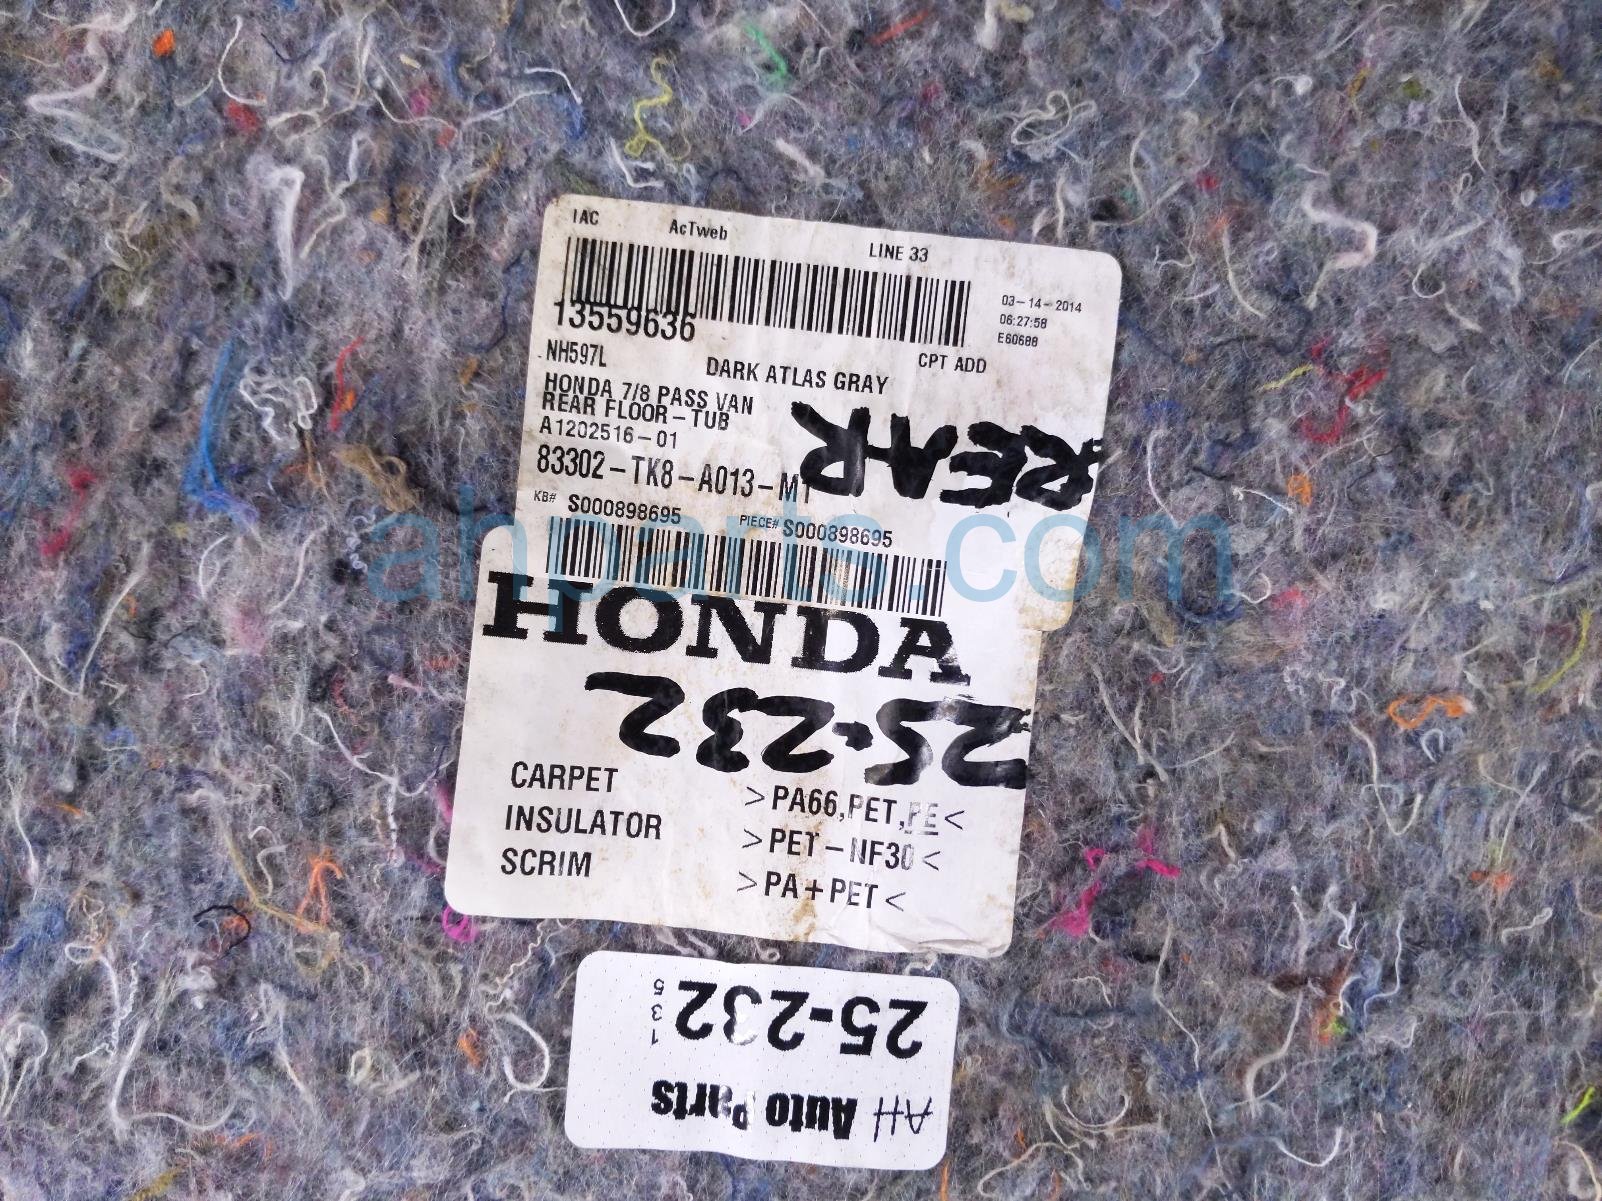 IAC AcTweb LINE 33
13559636
03-14-2014
06:27:58
E60688
NH597L DARK ATLAS GRAY CPT ADD
HONDA 7/8 PASS VAN
REAR FLOOR-TUB
A1202516-01
83302-TK8-A013-M1
REAR
KB# S000898695 PIECE# S000898695
HONDA
25-232
CARPET >PA66,PET,PE<
INSULATOR >PET-NF30<
SCRIM >PA+PET<
AH Auto Parts
25-232
1 3 5
ahparts.com